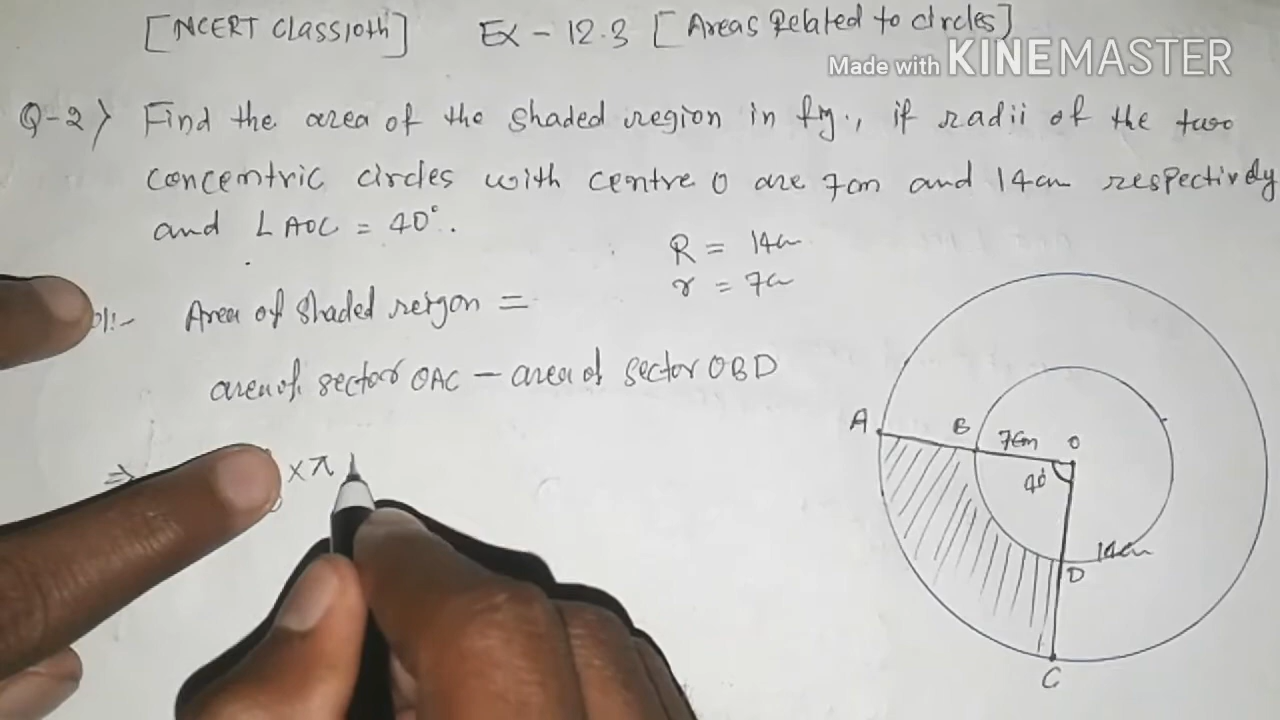 [NCERT Class10th] Ex - 12.3 [Areas Related to circles]
Made with KINEMASTER
Q-2) Find the area of the shaded region in fig., if radii of the two
concentric circles with centre O are 7cm and 14cm respectively
and ∠AOC = 40°.
R = 14cm
r = 7cm
Area of shaded reigon =
area of sector OAC - area of sector OBD
⇒ × π
A B 7cm O
40°
14cm
D
C